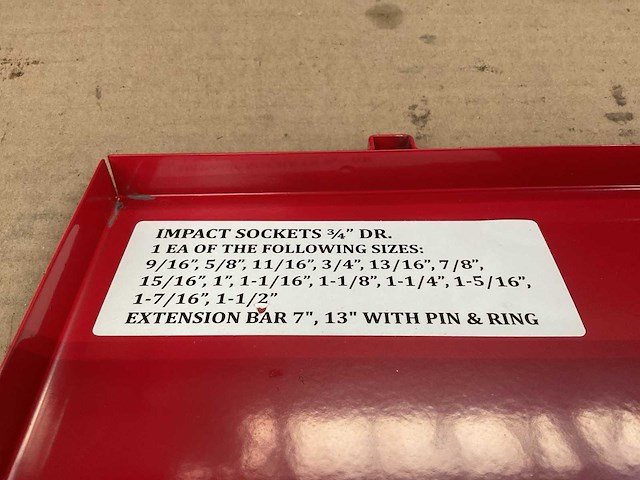 IMPACT SOCKETS ¾” DR.
1 EA OF THE FOLLOWING SIZES:
9/16”, 5/8”, 11/16”, 3/4”, 13/16”, 7/8”,
15/16”, 1”, 1-1/16”, 1-1/8”, 1-1/4”, 1-5/16”,
1-7/16”, 1-1/2”
EXTENSION BAR 7", 13" WITH PIN & RING